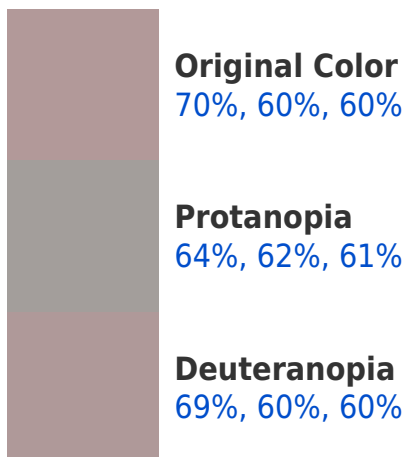 Original Color
70%, 60%, 60%
Protanopia
64%, 62%, 61%
Deuteranopia
69%, 60%, 60%